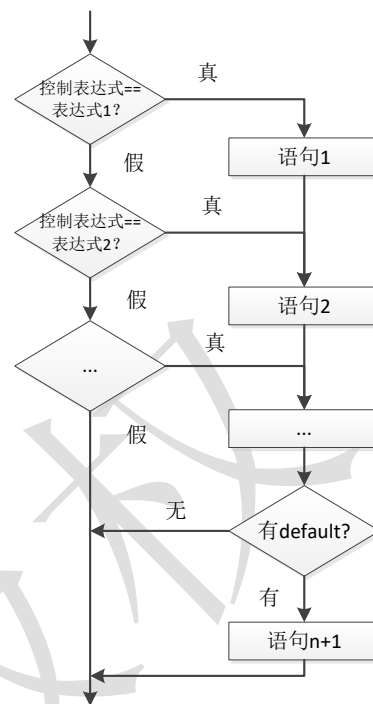 控制表达式==
表达式1?
真
语句1
假
控制表达式==
表达式2?
真
假
语句2
...
真
假
...
无
有default?
有
语句n+1